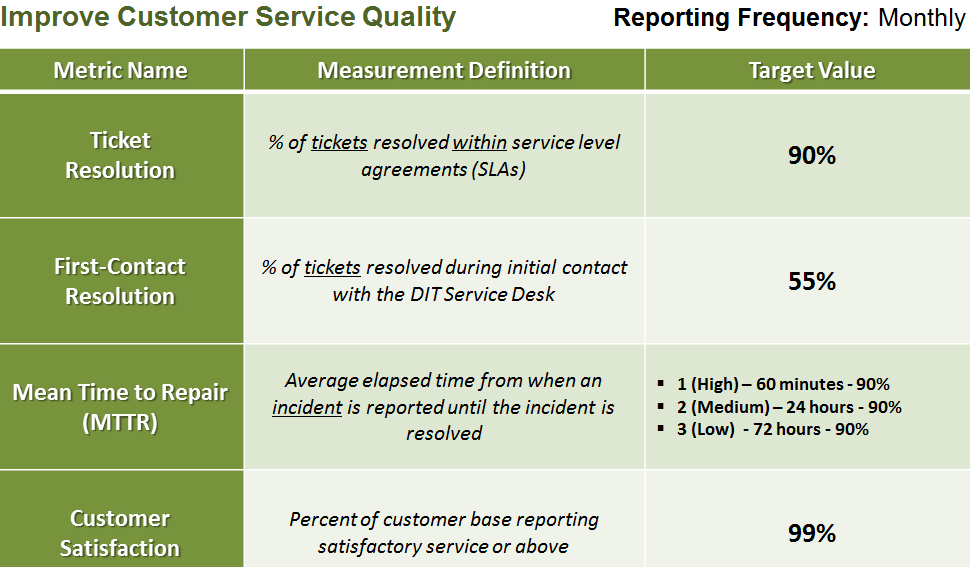 Improve Customer Service Quality
Reporting Frequency: Monthly
Metric Name
Measurement Definition
Target Value
Ticket
Resolution
% of tickets resolved within service level
agreements (SLAs)
90%
First-Contact
Resolution
% of tickets resolved during initial contact
with the DIT Service Desk
55%
Mean Time to Repair
(MTTR)
Average elapsed time from when an
incident is reported until the incident is
resolved
▪ 1 (High) – 60 minutes - 90%
▪ 2 (Medium) – 24 hours - 90%
▪ 3 (Low) - 72 hours - 90%
Customer
Satisfaction
Percent of customer base reporting
satisfactory service or above
99%